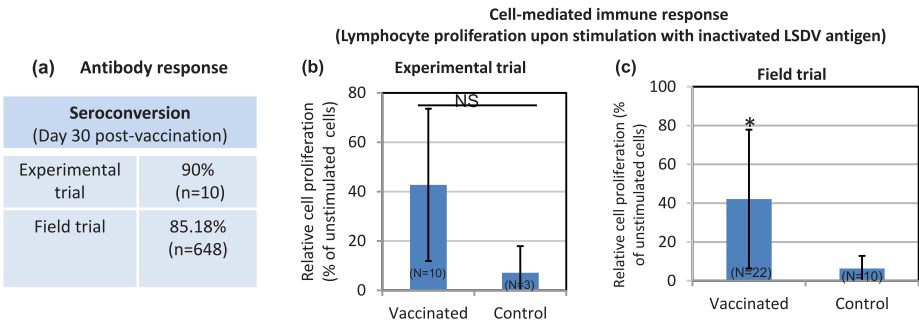 Cell-mediated immune response
(Lymphocyte proliferation upon stimulation with inactivated LSDV antigen)
(a) Antibody response
Seroconversion
(Day 30 post-vaccination)
Experimental trial
90%
(n=10)
Field trial
85.18%
(n=648)
(b) Experimental trial
Relative cell proliferation
(% of unstimulated cells)
80
60
40
20
0
NS
(N=10)
(N=3)
Vaccinated
Control
(c) Field trial
Relative cell proliferation (%
of unstimulated cells)
100
80
60
40
20
0
*
(N=22)
(N=10)
Vaccinated
Control